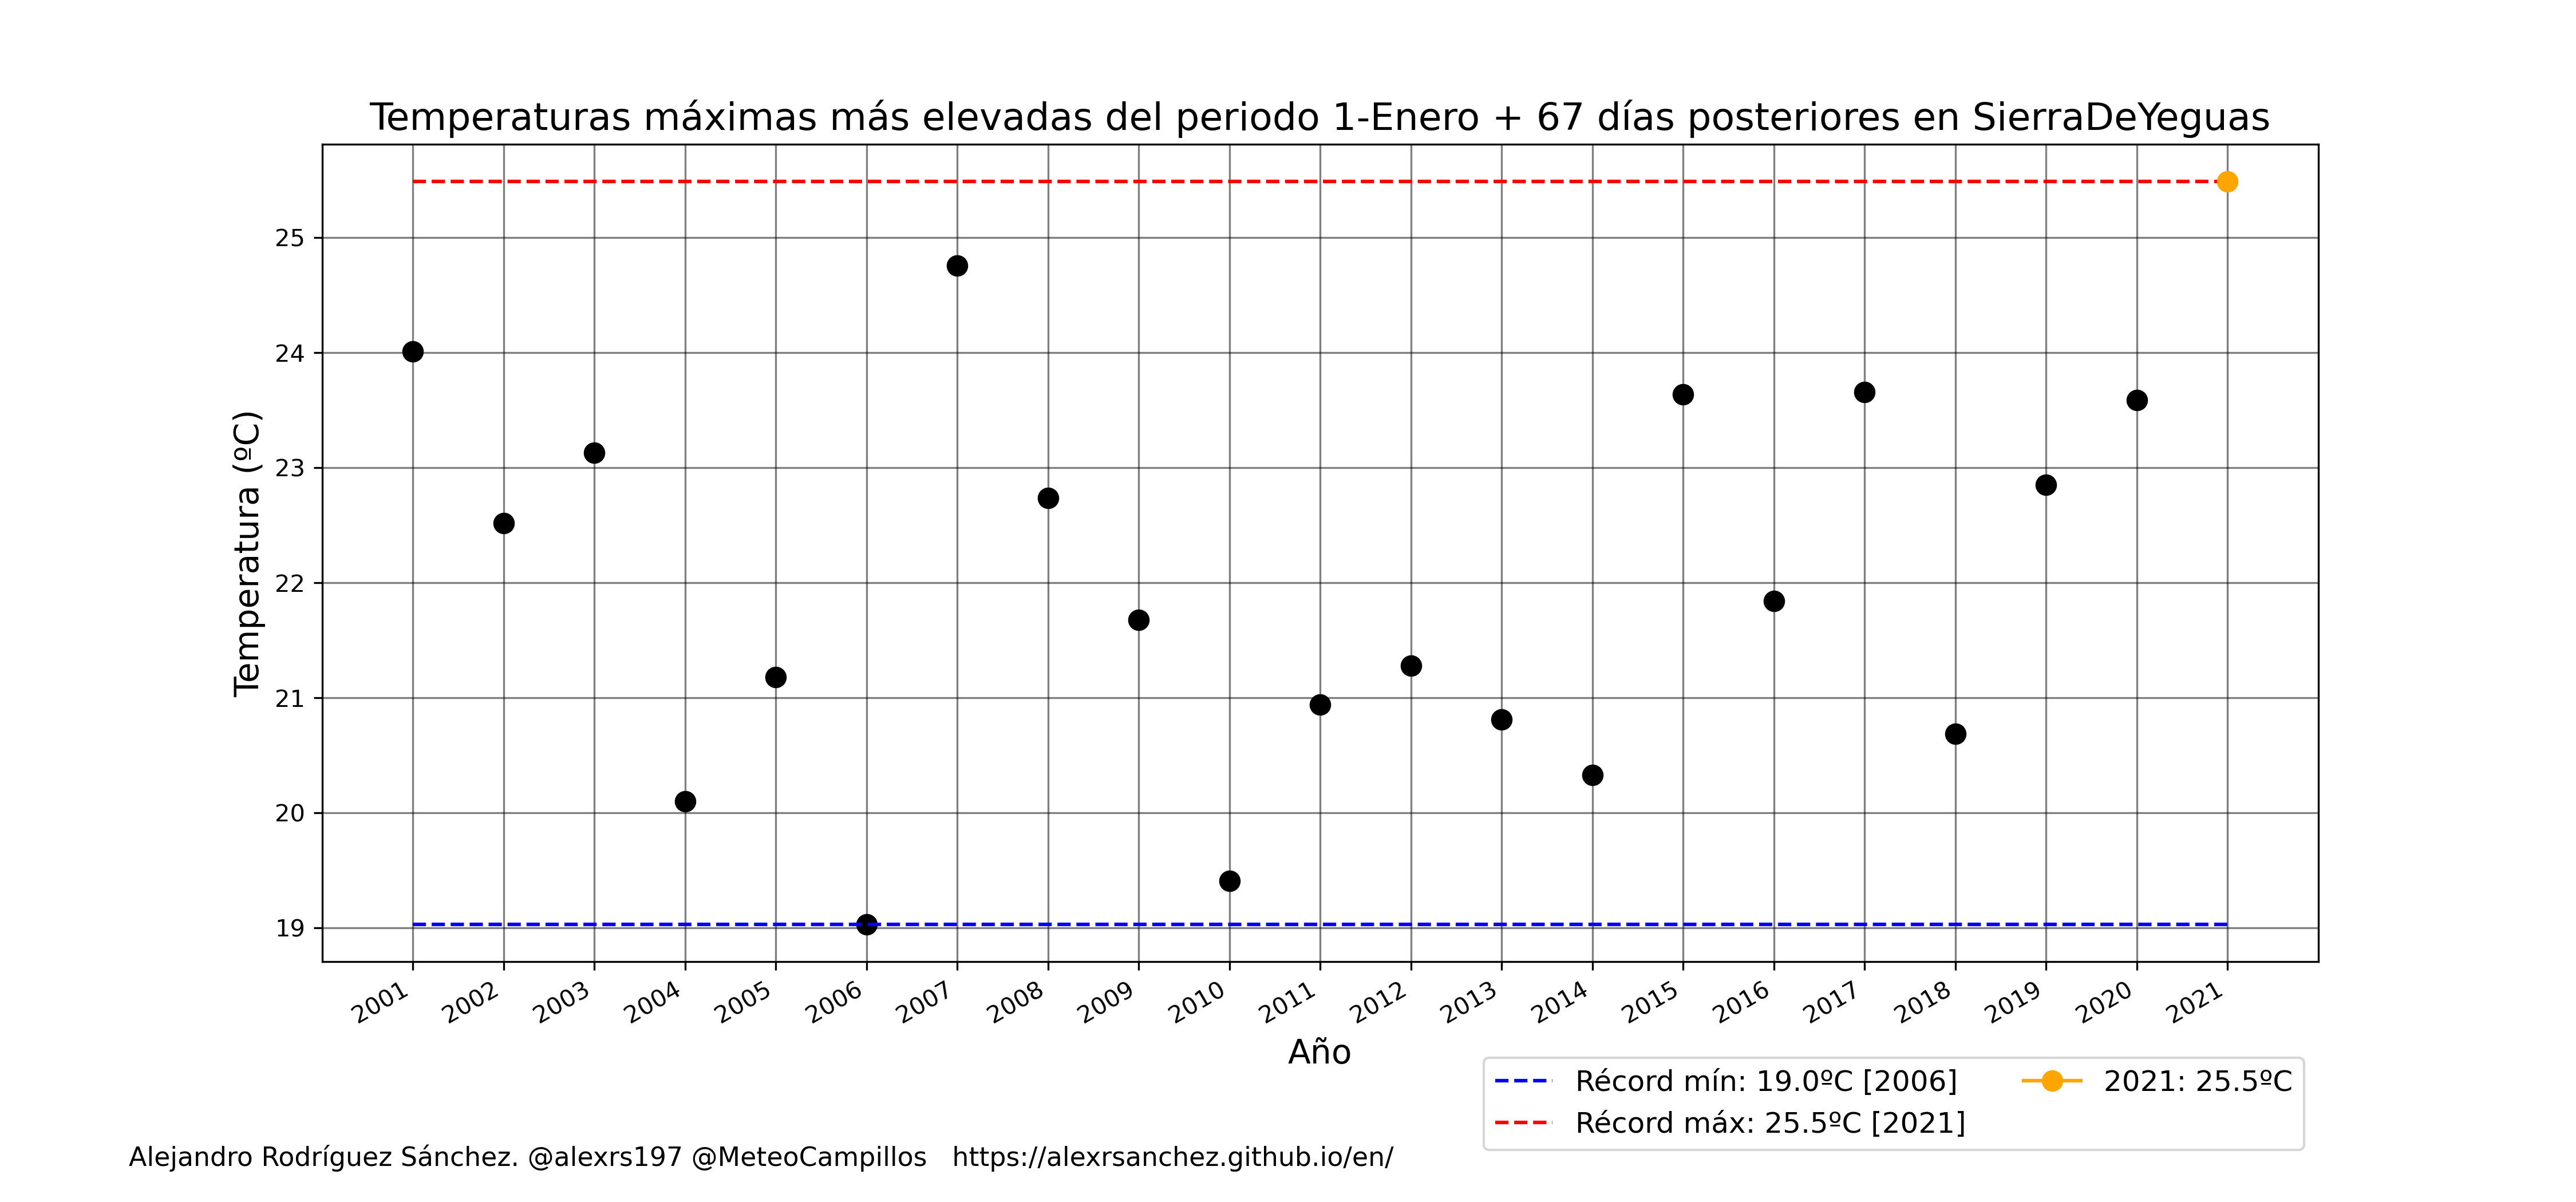 Temperaturas máximas más elevadas del periodo 1-Enero + 67 días posteriores en SierraDeYeguas
Temperatura (ºC)
25
24
23
22
21
20
19
2001 2002 2003 2004 2005 2006 2007 2008 2009 2010 2011 2012 2013 2014 2015 2016 2017 2018 2019 2020 2021
Año
Récord mín: 19.0ºC [2006]
Récord máx: 25.5ºC [2021]
2021: 25.5ºC
Alejandro Rodríguez Sánchez. @alexrs197 @MeteoCampillos https://alexrsanchez.github.io/en/